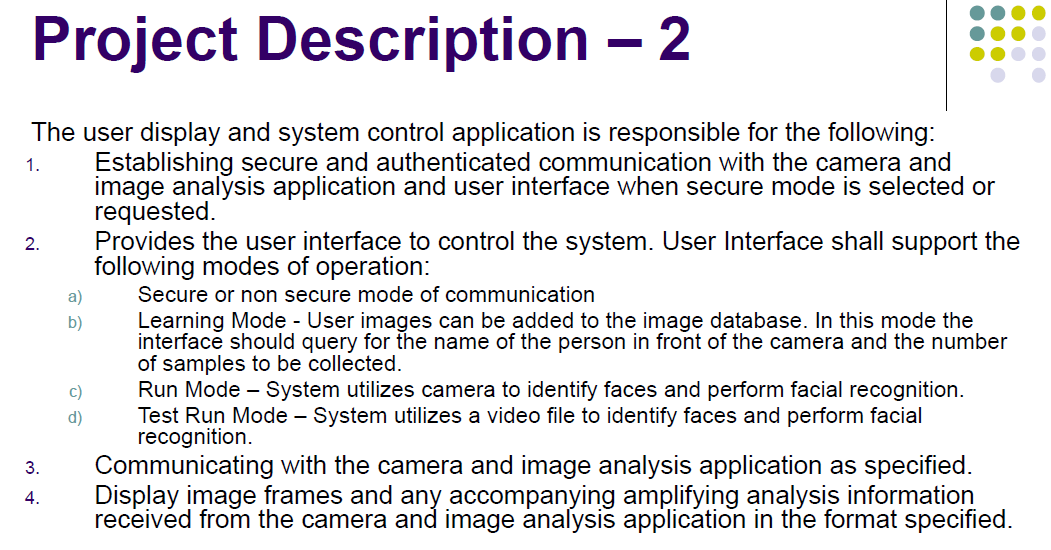 Project Description – 2
The user display and system control application is responsible for the following:
1. Establishing secure and authenticated communication with the camera and
image analysis application and user interface when secure mode is selected or
requested.
2. Provides the user interface to control the system. User Interface shall support the
following modes of operation:
a) Secure or non secure mode of communication
b) Learning Mode - User images can be added to the image database. In this mode the
interface should query for the name of the person in front of the camera and the number
of samples to be collected.
c) Run Mode – System utilizes camera to identify faces and perform facial recognition.
d) Test Run Mode – System utilizes a video file to identify faces and perform facial
recognition.
3. Communicating with the camera and image analysis application as specified.
4. Display image frames and any accompanying amplifying analysis information
received from the camera and image analysis application in the format specified.